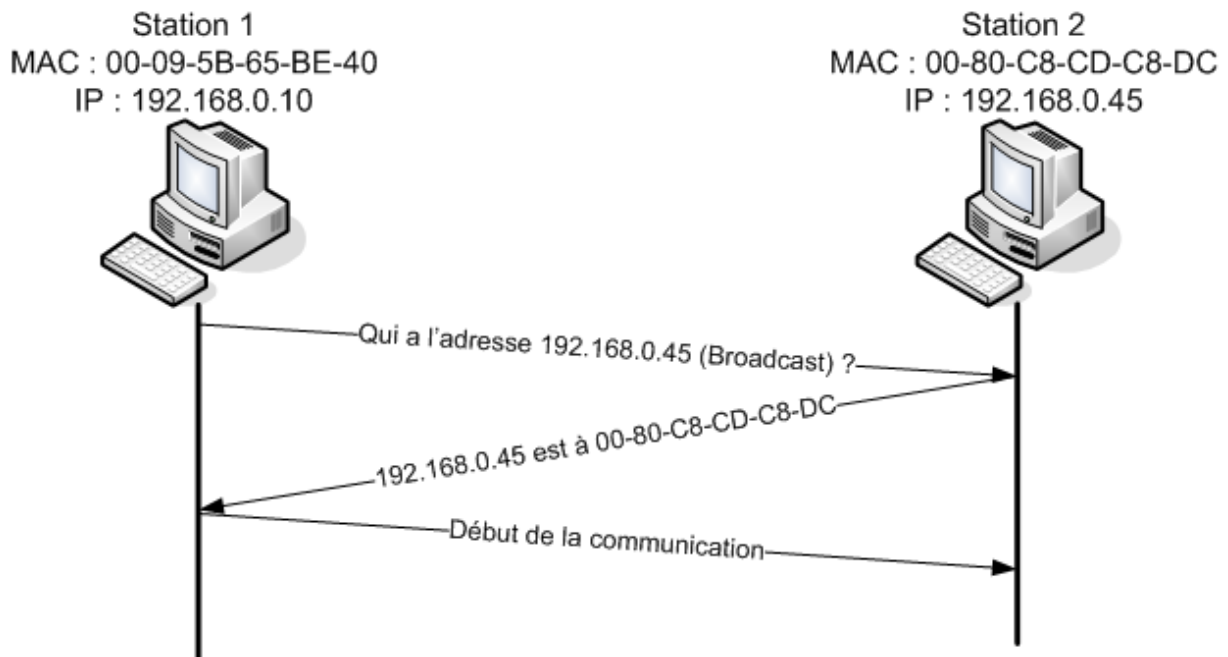 Station 1
MAC : 00-09-5B-65-BE-40
IP : 192.168.0.10
Station 2
MAC : 00-80-C8-CD-C8-DC
IP : 192.168.0.45
Qui a l'adresse 192.168.0.45 (Broadcast) ?
192.168.0.45 est à 00-80-C8-CD-C8-DC
Début de la communication